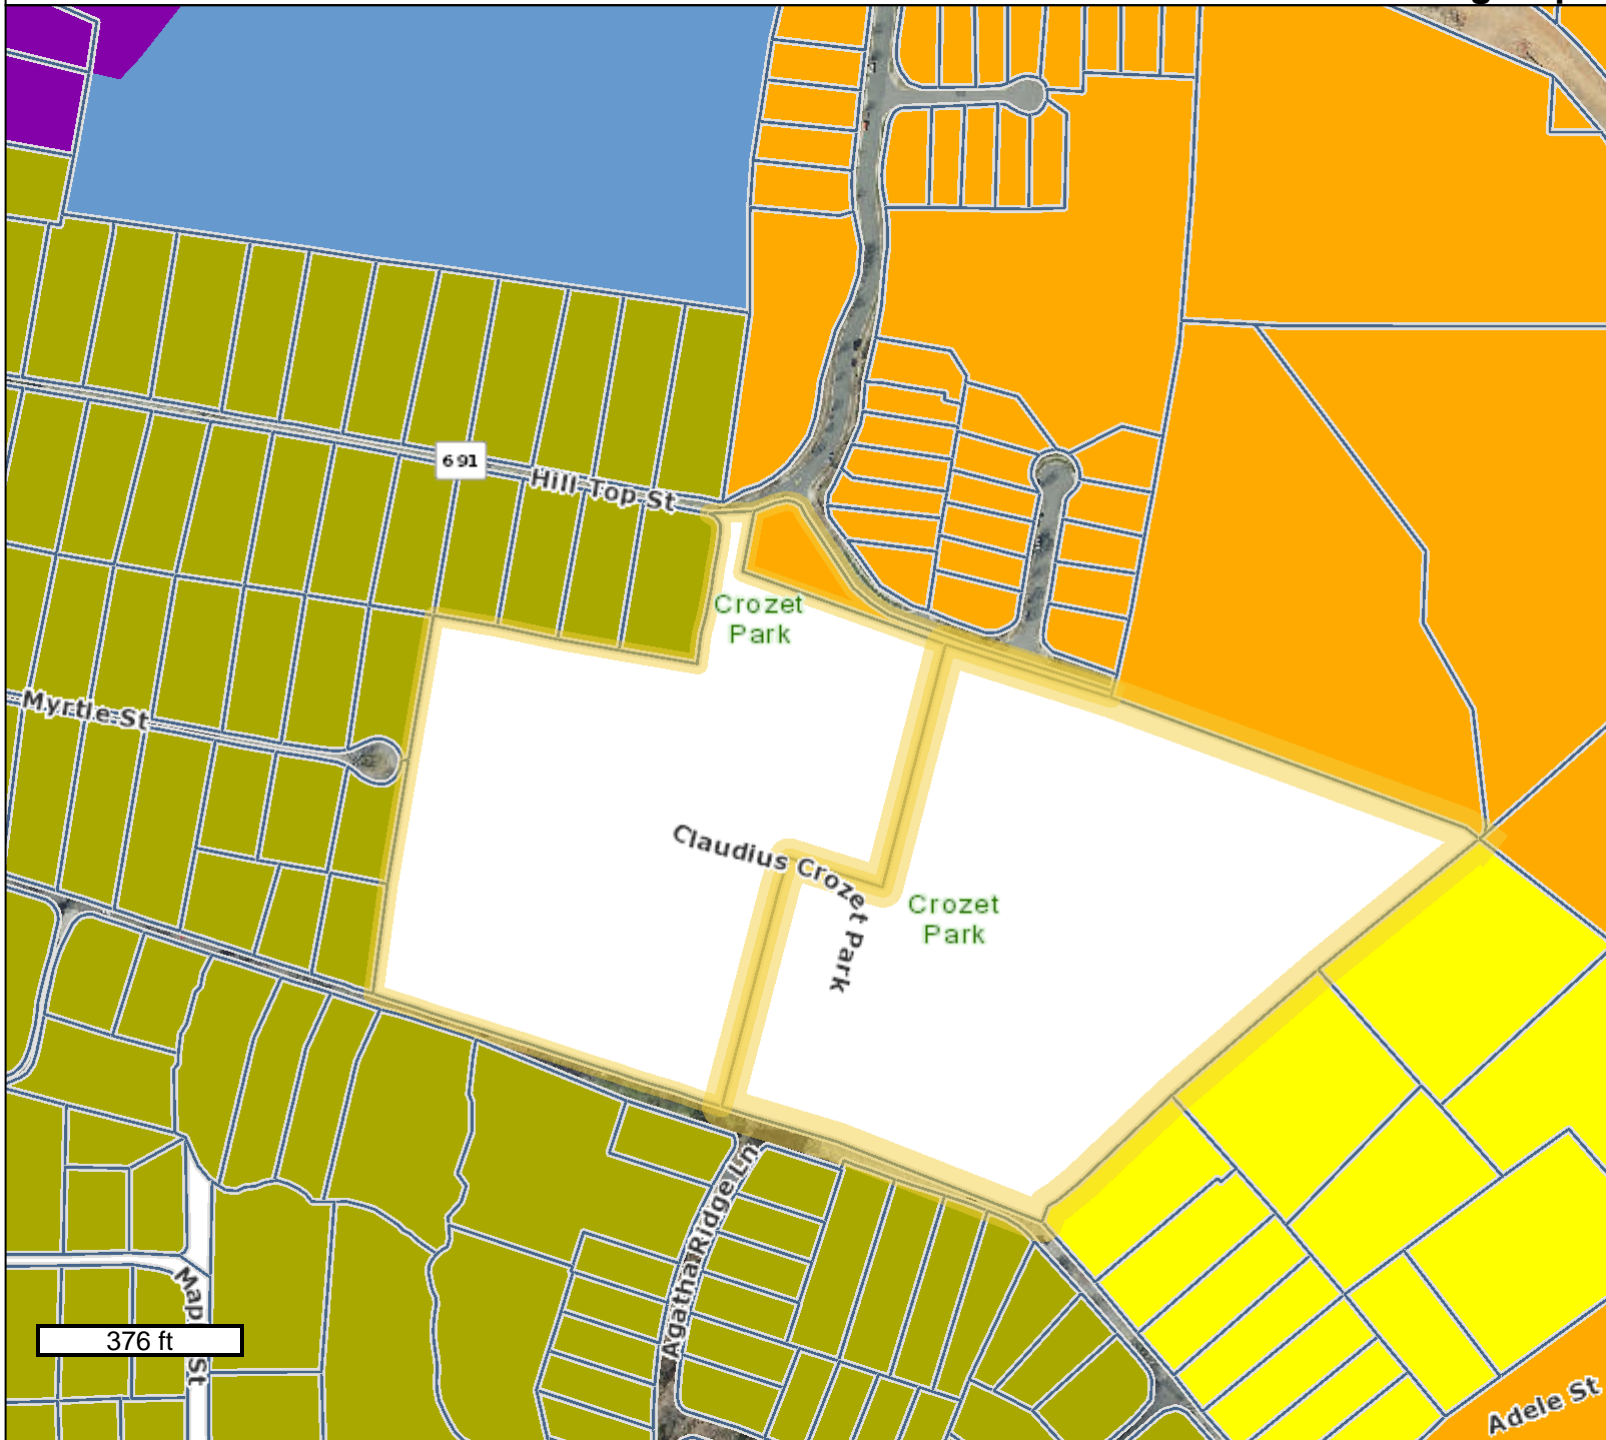 691
Hill Top St
Crozet
Park
Myrtle St
Claudius Crozet Park
Crozet
Park
Agatha Ridge Ln
Map
St
376 ft
Adele St